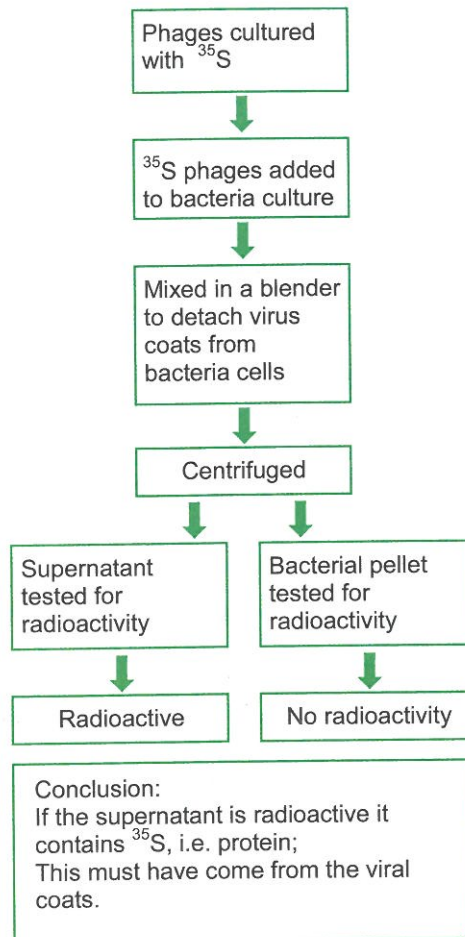 Phages cultured
with ³⁵S
³⁵S phages added
to bacteria culture
Mixed in a blender
to detach virus
coats from
bacteria cells
Centrifuged
Supernatant
tested for
radioactivity
Bacterial pellet
tested for
radioactivity
Radioactive
No radioactivity
Conclusion:
If the supernatant is radioactive it
contains ³⁵S, i.e. protein;
This must have come from the viral
coats.